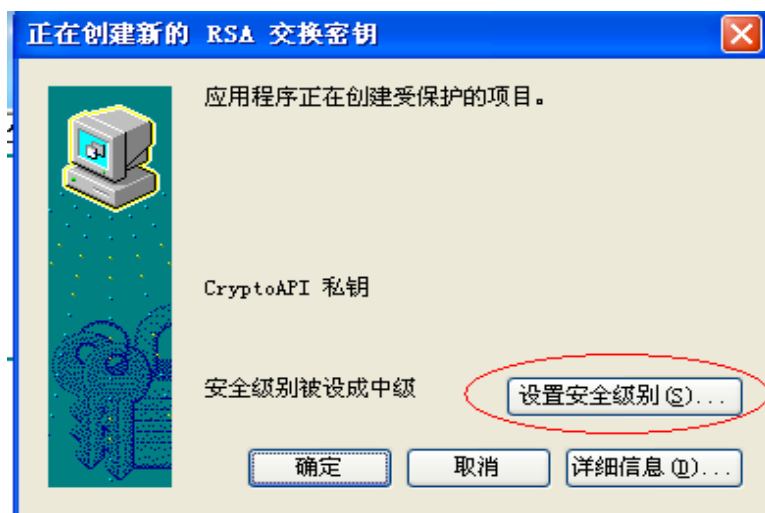 正在创建新的 RSA 交换密钥
应用程序正在创建受保护的项目。
CryptoAPI 私钥
安全级别被设成中级
设置安全级别(S)...
确定
取消
详细信息(D)...